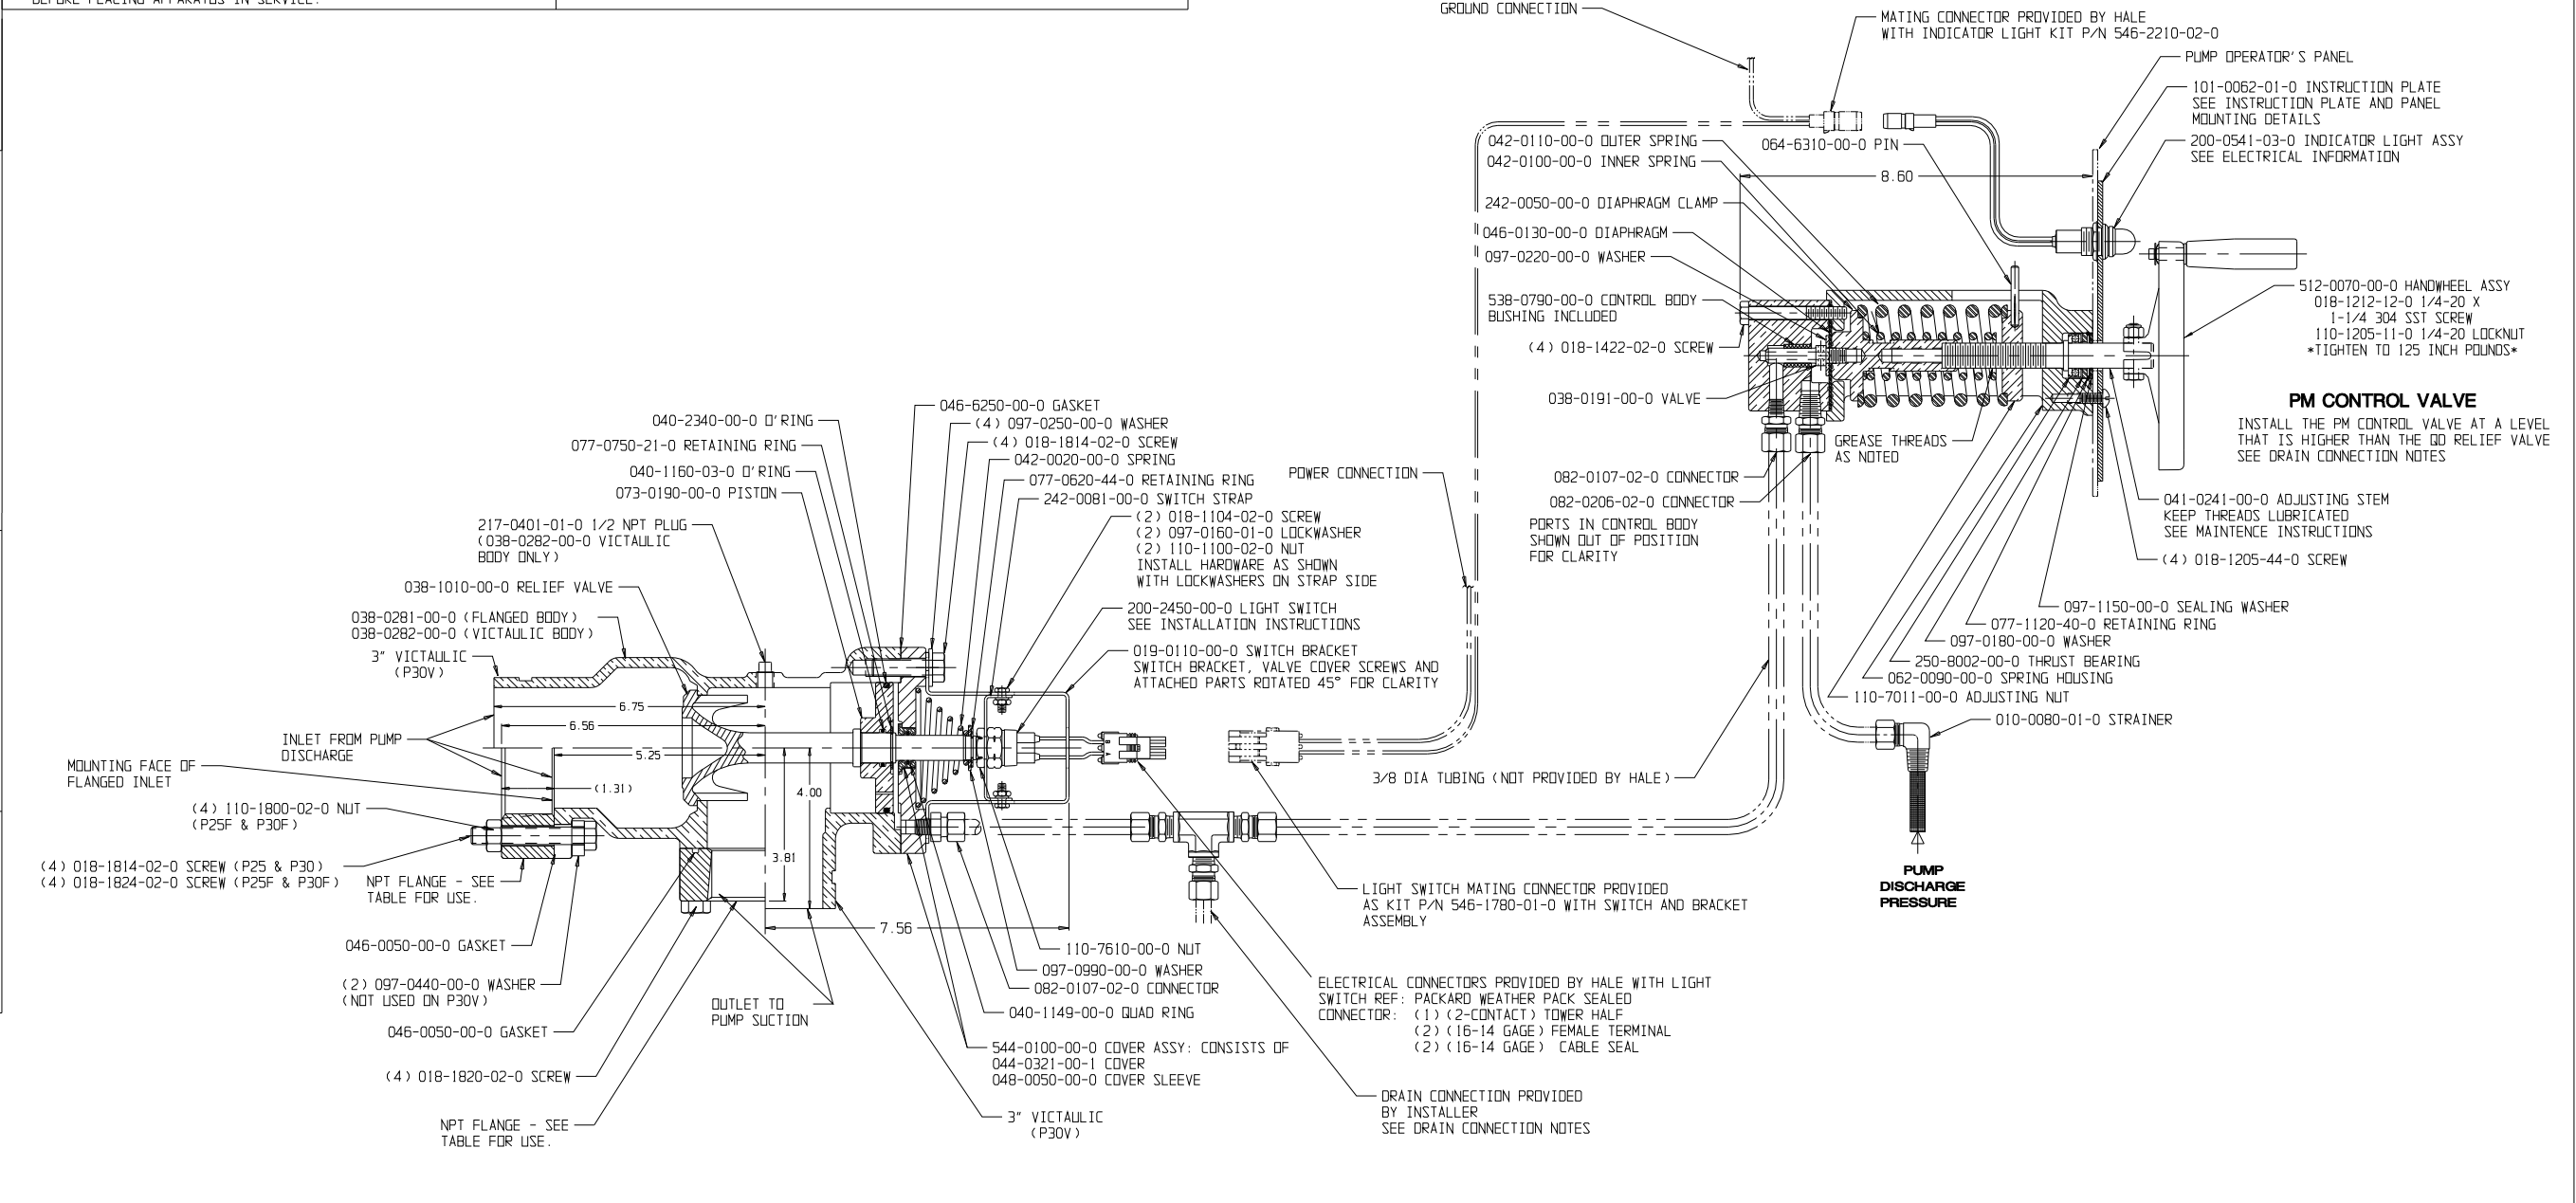 BEFORE PLACING APPARATUS IN SERVICE.
GROUND CONNECTION
MATING CONNECTOR PROVIDED BY HALE
WITH INDICATOR LIGHT KIT P/N 546-2210-02-0
PUMP OPERATOR'S PANEL
101-0062-01-0 INSTRUCTION PLATE
SEE INSTRUCTION PLATE AND PANEL
MOUNTING DETAILS
200-0541-03-0 INDICATOR LIGHT ASSY
SEE ELECTRICAL INFORMATION
042-0110-00-0 OUTER SPRING
042-0100-00-0 INNER SPRING
064-6310-00-0 PIN
8.60
242-0050-00-0 DIAPHRAGM CLAMP
046-0130-00-0 DIAPHRAGM
097-0220-00-0 WASHER
538-0790-00-0 CONTROL BODY
BUSHING INCLUDED
(4) 018-1422-02-0 SCREW
038-0191-00-0 VALVE
512-0070-00-0 HANDWHEEL ASSY
018-1212-12-0 1/4-20 X
1-1/4 304 SST SCREW
110-1205-11-0 1/4-20 LOCKNUT
*TIGHTEN TO 125 INCH POUNDS*
PM CONTROL VALVE
INSTALL THE PM CONTROL VALVE AT A LEVEL
THAT IS HIGHER THAN THE QD RELIEF VALVE
SEE DRAIN CONNECTION NOTES
GREASE THREADS
AS NOTED
082-0107-02-0 CONNECTOR
082-0206-02-0 CONNECTOR
PORTS IN CONTROL BODY
SHOWN OUT OF POSITION
FOR CLARITY
041-0241-00-0 ADJUSTING STEM
KEEP THREADS LUBRICATED
SEE MAINTENCE INSTRUCTIONS
(4) 018-1205-44-0 SCREW
097-1150-00-0 SEALING WASHER
077-1120-40-0 RETAINING RING
097-0180-00-0 WASHER
250-8002-00-0 THRUST BEARING
062-0090-00-0 SPRING HOUSING
110-7011-00-0 ADJUSTING NUT
010-0080-01-0 STRAINER
PUMP
DISCHARGE
PRESSURE
040-2340-00-0 O'RING
077-0750-21-0 RETAINING RING
040-1160-03-0 O'RING
073-0190-00-0 PISTON
217-0401-01-0 1/2 NPT PLUG
(038-0282-00-0 VICTAULIC
BODY ONLY)
038-1010-00-0 RELIEF VALVE
038-0281-00-0 (FLANGED BODY)
038-0282-00-0 (VICTAULIC BODY)
3" VICTAULIC
(P30V)
046-6250-00-0 GASKET
(4) 097-0250-00-0 WASHER
(4) 018-1814-02-0 SCREW
042-0020-00-0 SPRING
077-0620-44-0 RETAINING RING
242-0081-00-0 SWITCH STRAP
(2) 018-1104-02-0 SCREW
(2) 097-0160-01-0 LOCKWASHER
(2) 110-1100-02-0 NUT
INSTALL HARDWARE AS SHOWN
WITH LOCKWASHERS ON STRAP SIDE
POWER CONNECTION
200-2450-00-0 LIGHT SWITCH
SEE INSTALLATION INSTRUCTIONS
019-0110-00-0 SWITCH BRACKET
SWITCH BRACKET, VALVE COVER SCREWS AND
ATTACHED PARTS ROTATED 45° FOR CLARITY
6.75
6.56
5.25
(1.31)
4.00
3.81
7.56
INLET FROM PUMP
DISCHARGE
MOUNTING FACE OF
FLANGED INLET
(4) 110-1800-02-0 NUT
(P25F & P30F)
(4) 018-1814-02-0 SCREW (P25 & P30)
(4) 018-1824-02-0 SCREW (P25F & P30F)
NPT FLANGE - SEE
TABLE FOR USE.
046-0050-00-0 GASKET
(2) 097-0440-00-0 WASHER
(NOT USED ON P30V)
046-0050-00-0 GASKET
(4) 018-1820-02-0 SCREW
NPT FLANGE - SEE
TABLE FOR USE.
OUTLET TO
PUMP SUCTION
3/8 DIA TUBING (NOT PROVIDED BY HALE)
LIGHT SWITCH MATING CONNECTOR PROVIDED
AS KIT P/N 546-1780-01-0 WITH SWITCH AND BRACKET
ASSEMBLY
110-7610-00-0 NUT
097-0990-00-0 WASHER
082-0107-02-0 CONNECTOR
040-1149-00-0 QUAD RING
544-0100-00-0 COVER ASSY: CONSISTS OF
044-0321-00-1 COVER
048-0050-00-0 COVER SLEEVE
3" VICTAULIC
(P30V)
ELECTRICAL CONNECTORS PROVIDED BY HALE WITH LIGHT
SWITCH REF: PACKARD WEATHER PACK SEALED
CONNECTOR: (1) (2-CONTACT) TOWER HALF
(2) (16-14 GAGE) FEMALE TERMINAL
(2) (16-14 GAGE) CABLE SEAL
DRAIN CONNECTION PROVIDED
BY INSTALLER
SEE DRAIN CONNECTION NOTES